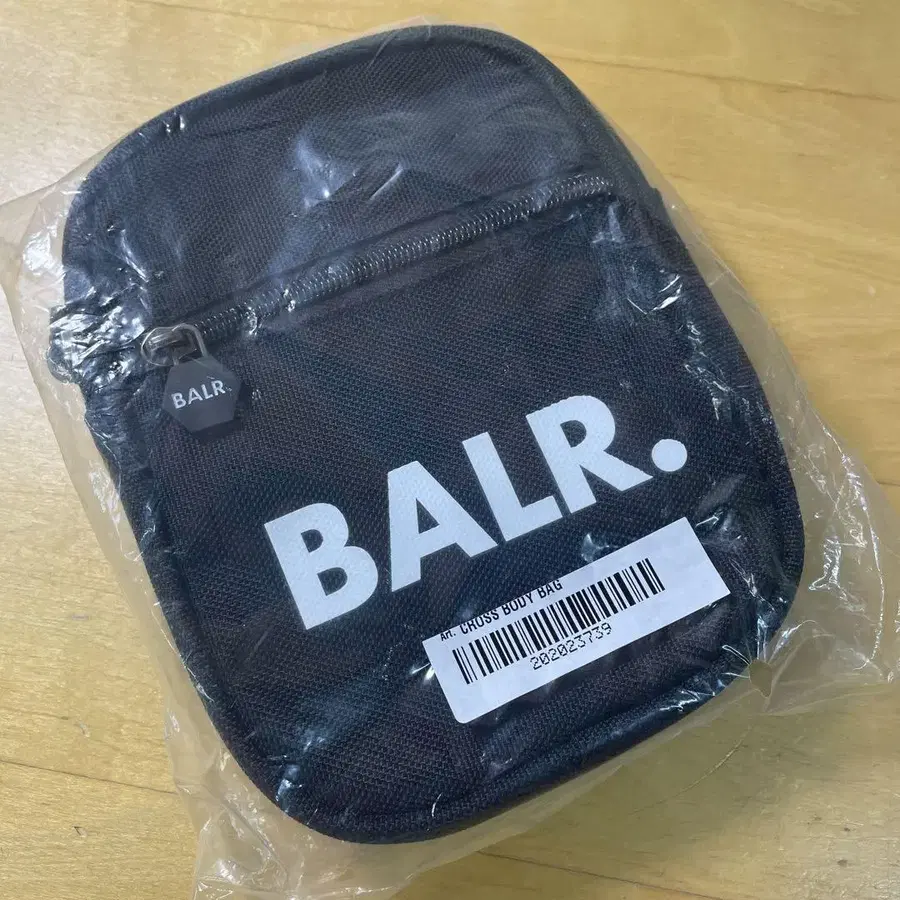 BALR.
BALR.
Art. CROSS BODY BAG
202023739